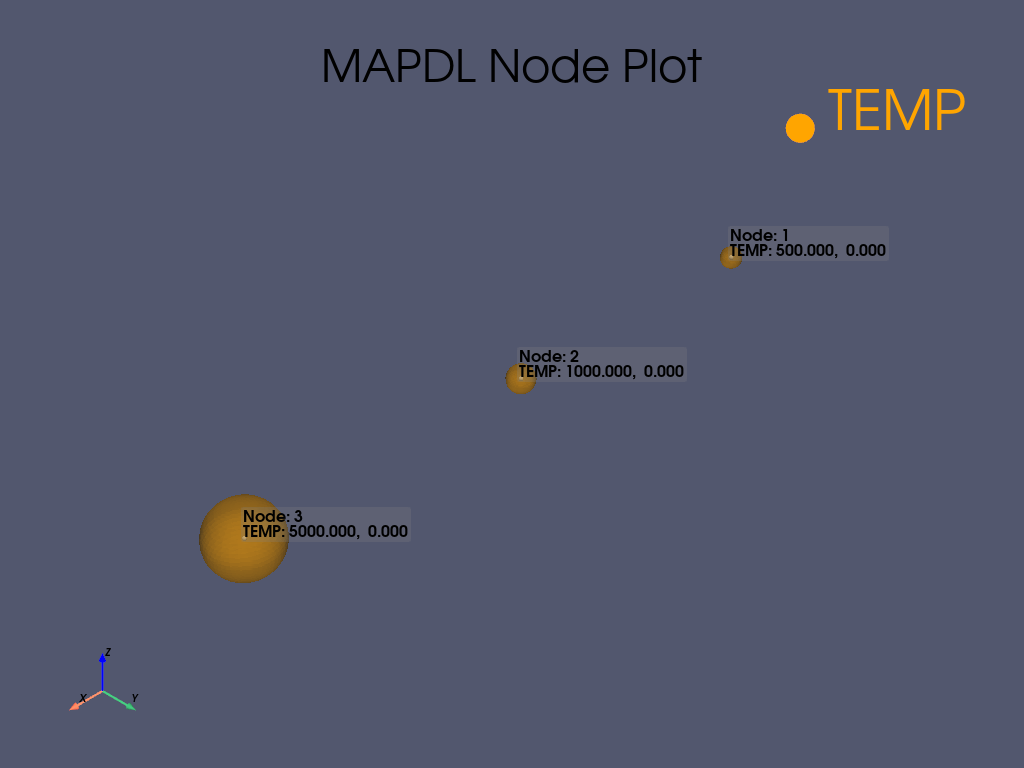 MAPDL Node Plot
TEMP
Node: 1
TEMP: 500.000,  0.000
Node: 2
TEMP: 1000.000,  0.000
Node: 3
TEMP: 5000.000,  0.000
Z
X
Y